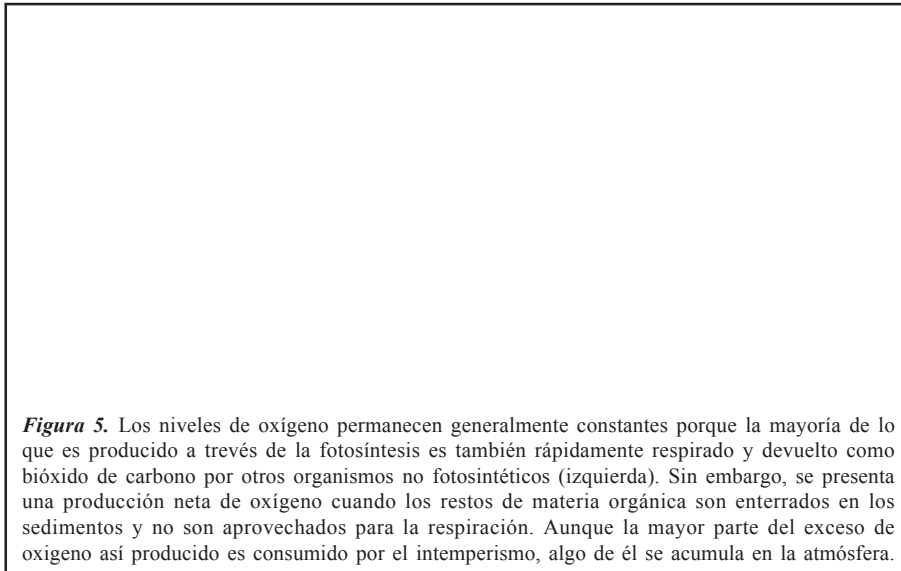 Figura 5. Los niveles de oxígeno permanecen generalmente constantes porque la mayoría de lo
que es producido a trevés de la fotosíntesis es también rápidamente respirado y devuelto como
bióxido de carbono por otros organismos no fotosintéticos (izquierda). Sin embargo, se presenta
una producción neta de oxígeno cuando los restos de materia orgánica son enterrados en los
sedimentos y no son aprovechados para la respiración. Aunque la mayor parte del exceso de
oxigeno así producido es consumido por el intemperismo, algo de él se acumula en la atmósfera.